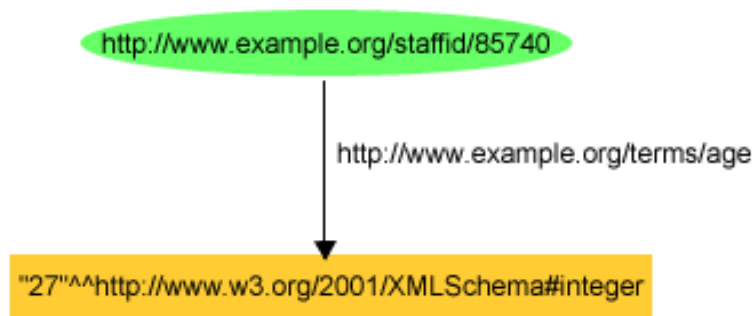 http://www.example.org/staffid/85740
http://www.example.org/terms/age
"27"^^http://www.w3.org/2001/XMLSchema#integer